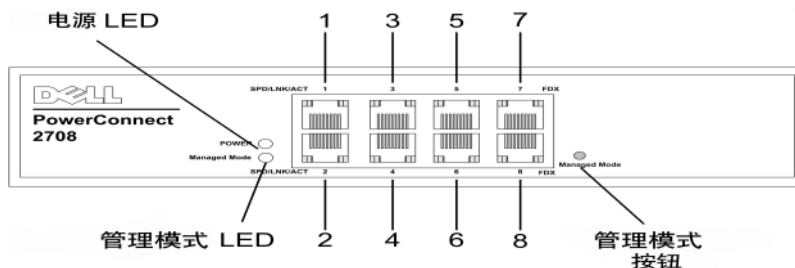 电源 LED 1 3 5 7
DELL
PowerConnect
2708
SPD/LNK/ACT 1 3 5 7 FDX
POWER
Managed Mode
Managed Mode
SPD/LNK/ACT 2 4 6 8 FDX
管理模式 LED 2 4 6 8 管理模式
按钮